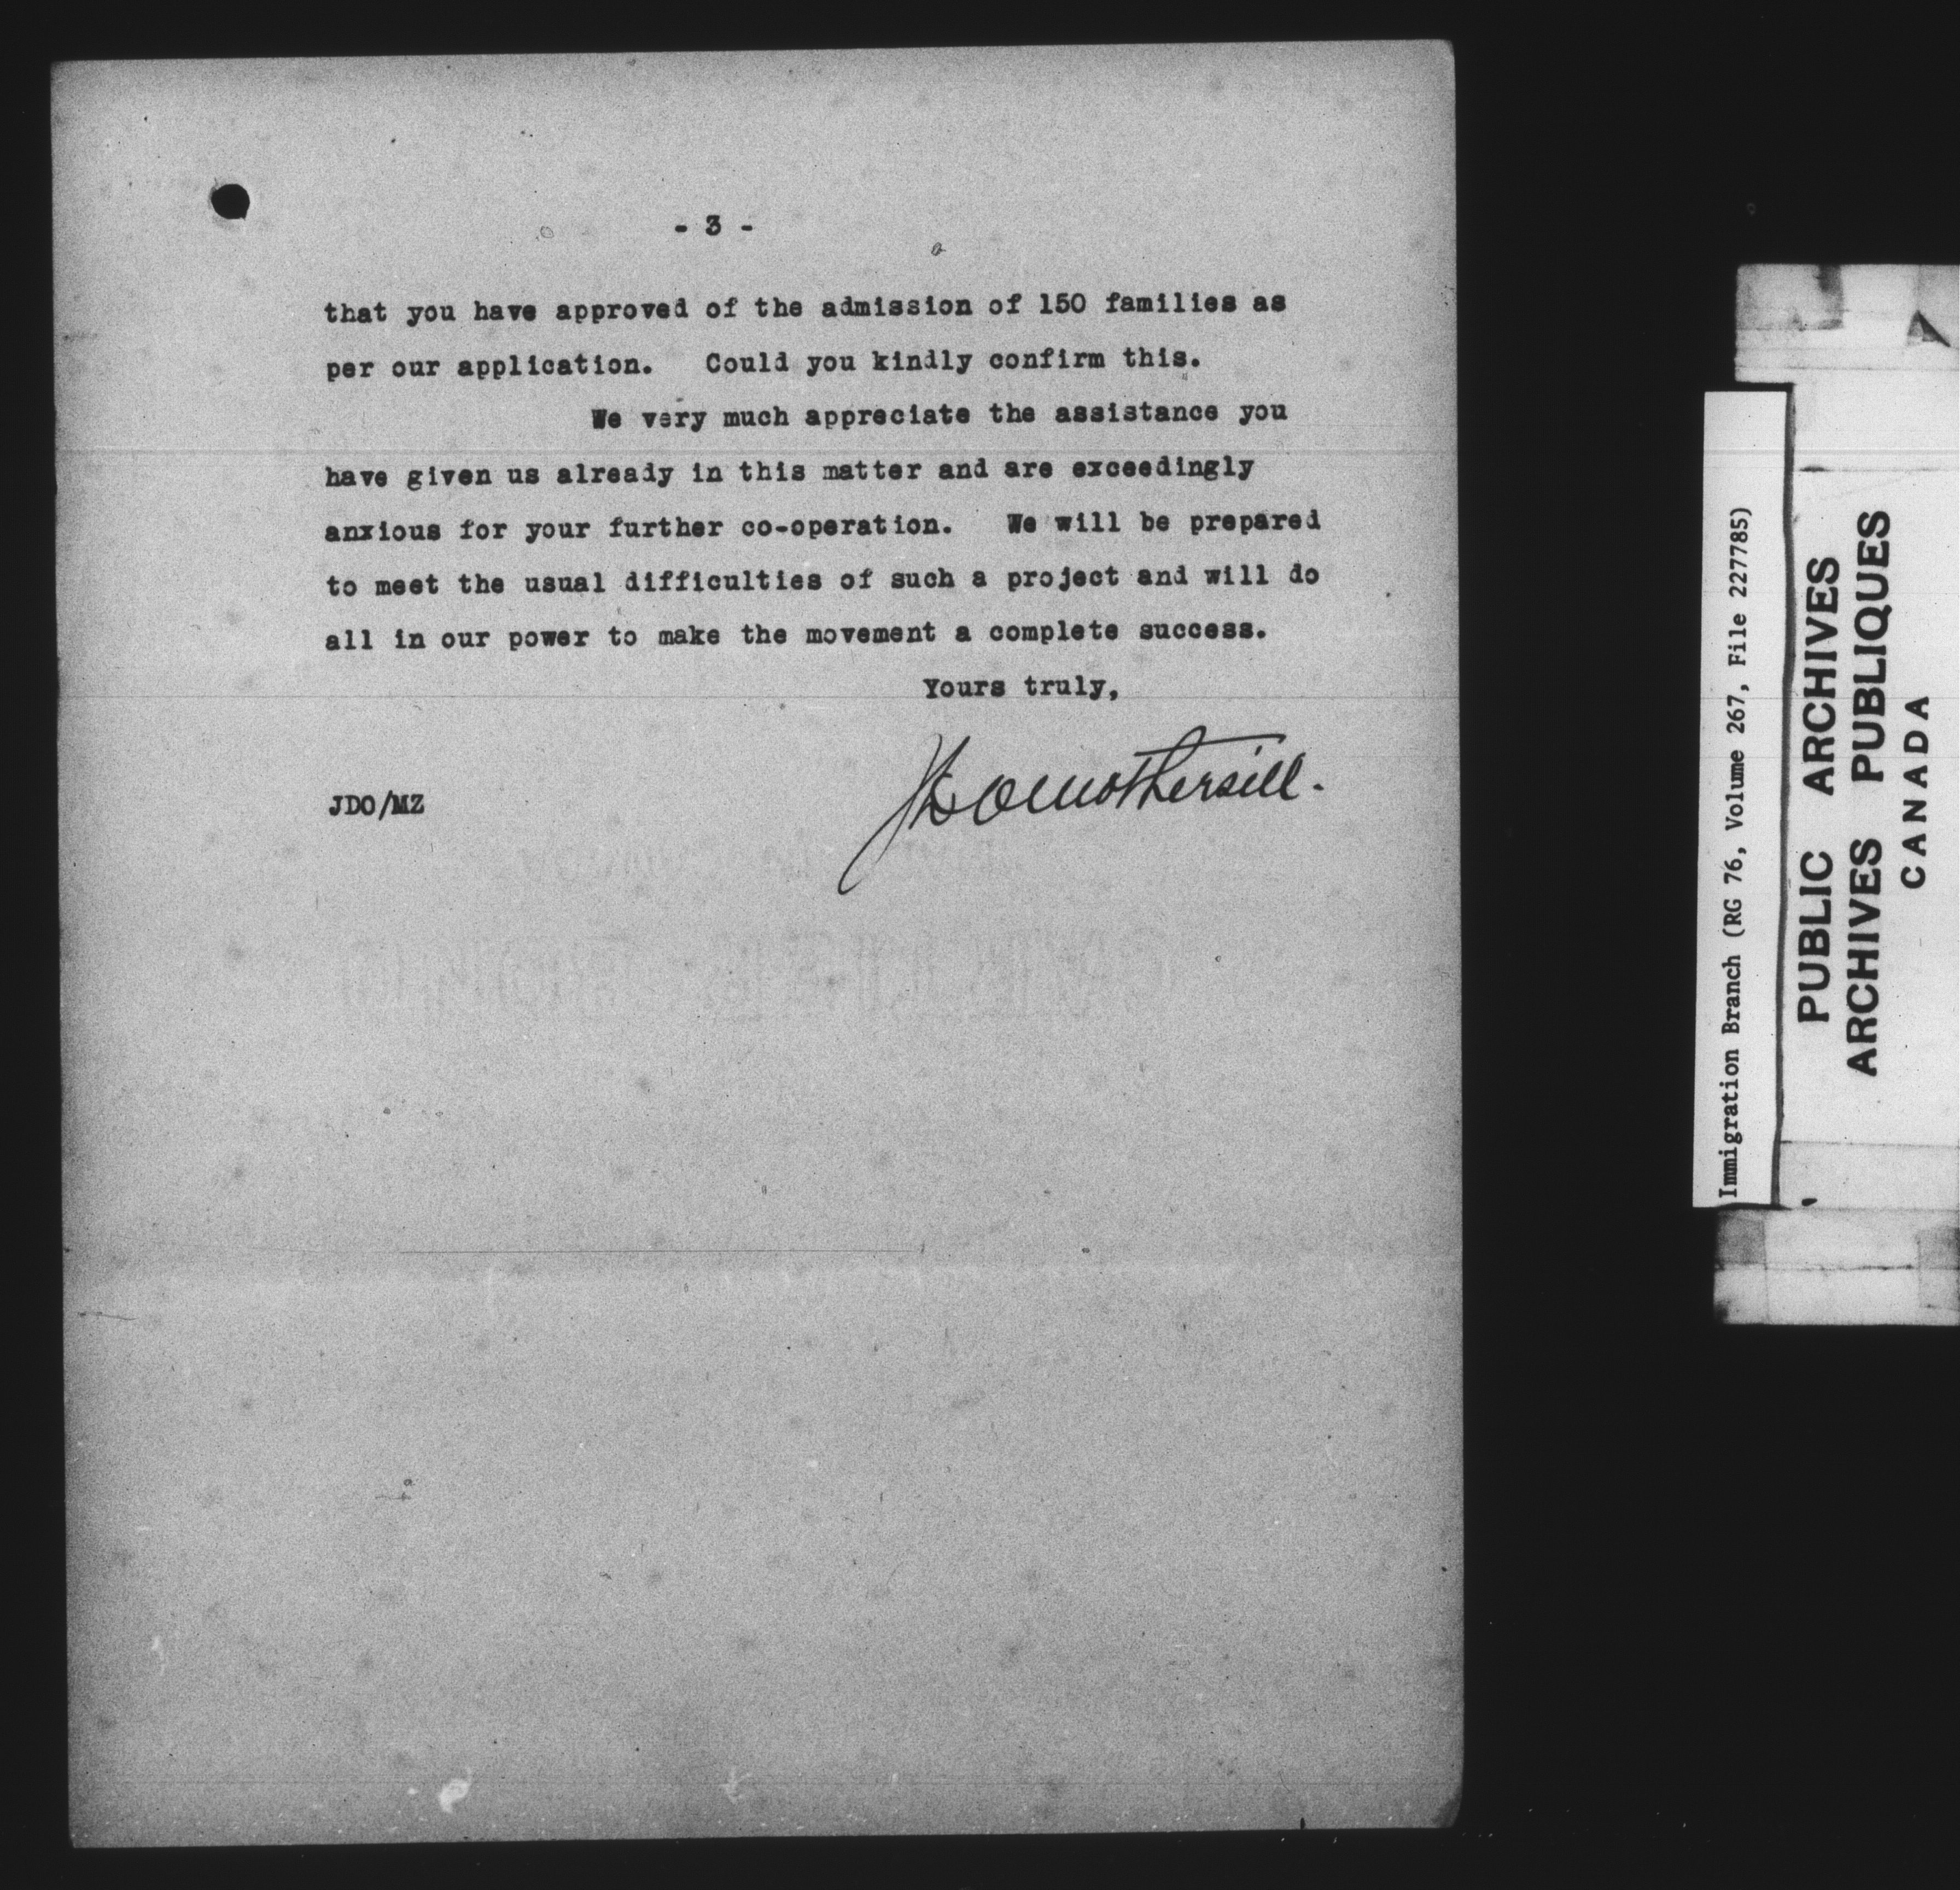 - 3 -
that you have approved of the admission of 150 families as
per our application. Could you kindly confirm this.
We very much appreciate the assistance you
have given us already in this matter and are exceedingly
anxious for your further co-operation. We will be prepared
to meet the usual difficulties of such a project and will do
all in our power to make the movement a complete success.
Yours truly,
JDOMothersill.
JDO/MZ
Immigration Branch (RG 76, Volume 267, File 227785)
PUBLIC ARCHIVES
ARCHIVES PUBLIQUES
CANADA